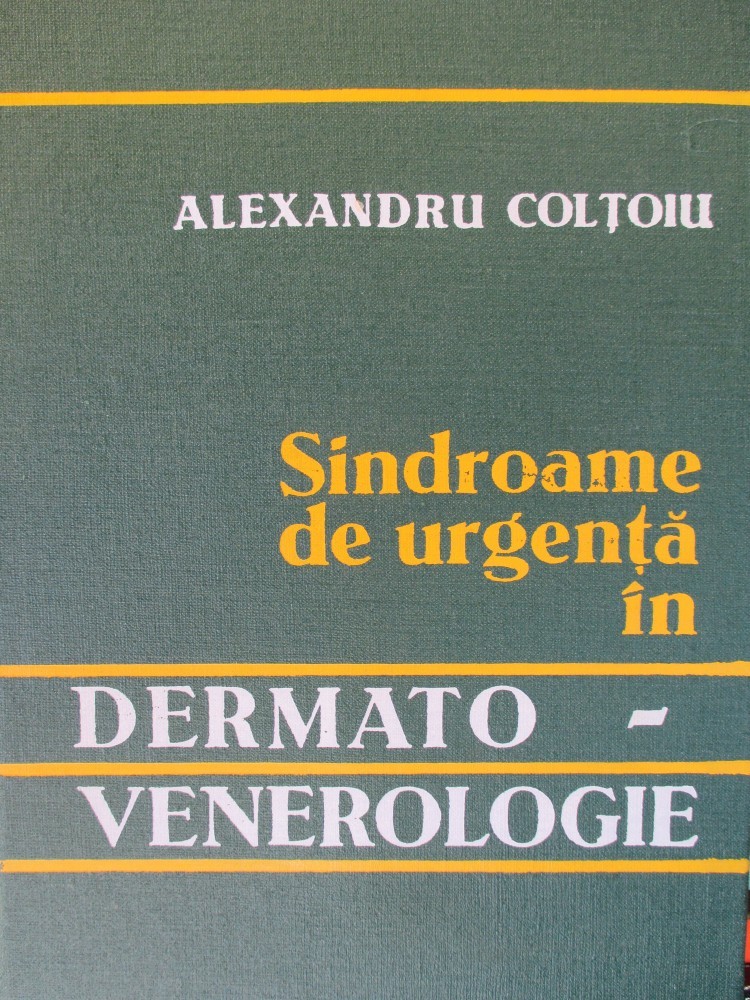 ALEXANDRU COLȚOIU
Sindroame
de urgență
în
DERMATO -
VENEROLOGIE